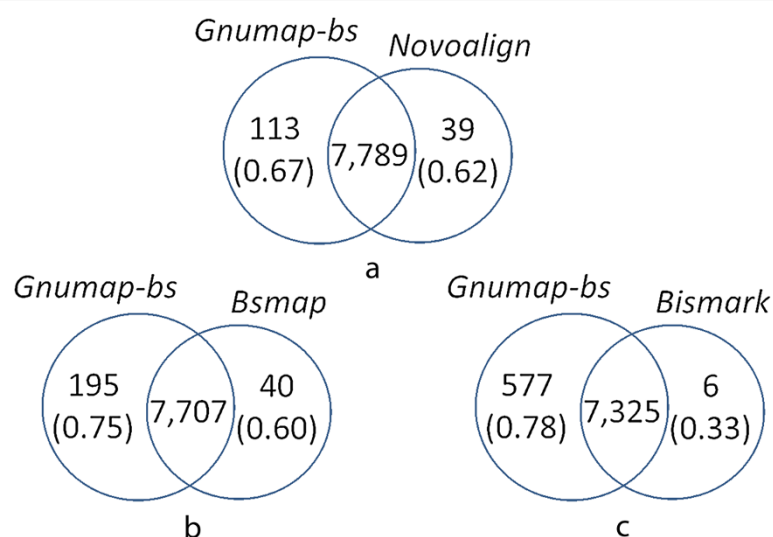 Gnumap-bs Novoalign
113 7,789 39
(0.67) (0.62)
a
Gnumap-bs Bsmap
195 7,707 40
(0.75) (0.60)
b
Gnumap-bs Bismark
577 7,325 6
(0.78) (0.33)
c